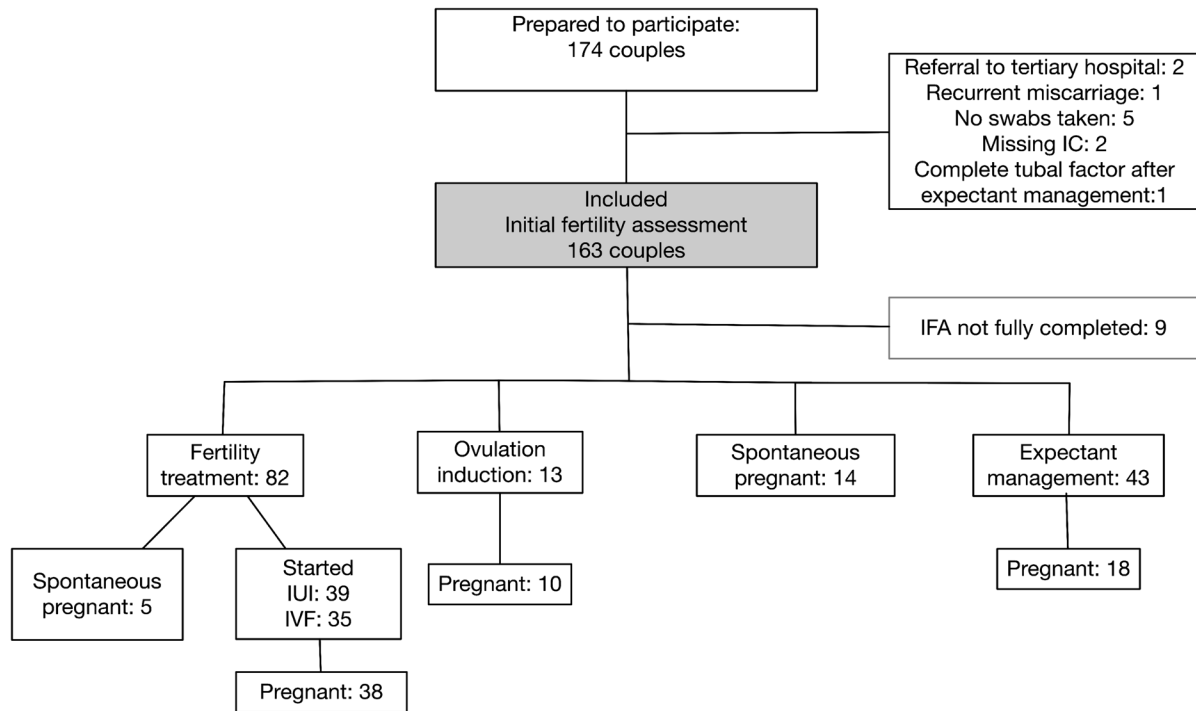 Prepared to participate:
174 couples
Referral to tertiary hospital: 2
Recurrent miscarriage: 1
No swabs taken: 5
Missing IC: 2
Complete tubal factor after
expectant management:1
Included
Initial fertility assessment
163 couples
IFA not fully completed: 9
Fertility
treatment: 82
Ovulation
induction: 13
Spontaneous
pregnant: 14
Expectant
management: 43
Spontaneous
pregnant: 5
Started
IUI: 39
IVF: 35
Pregnant: 10
Pregnant: 18
Pregnant: 38